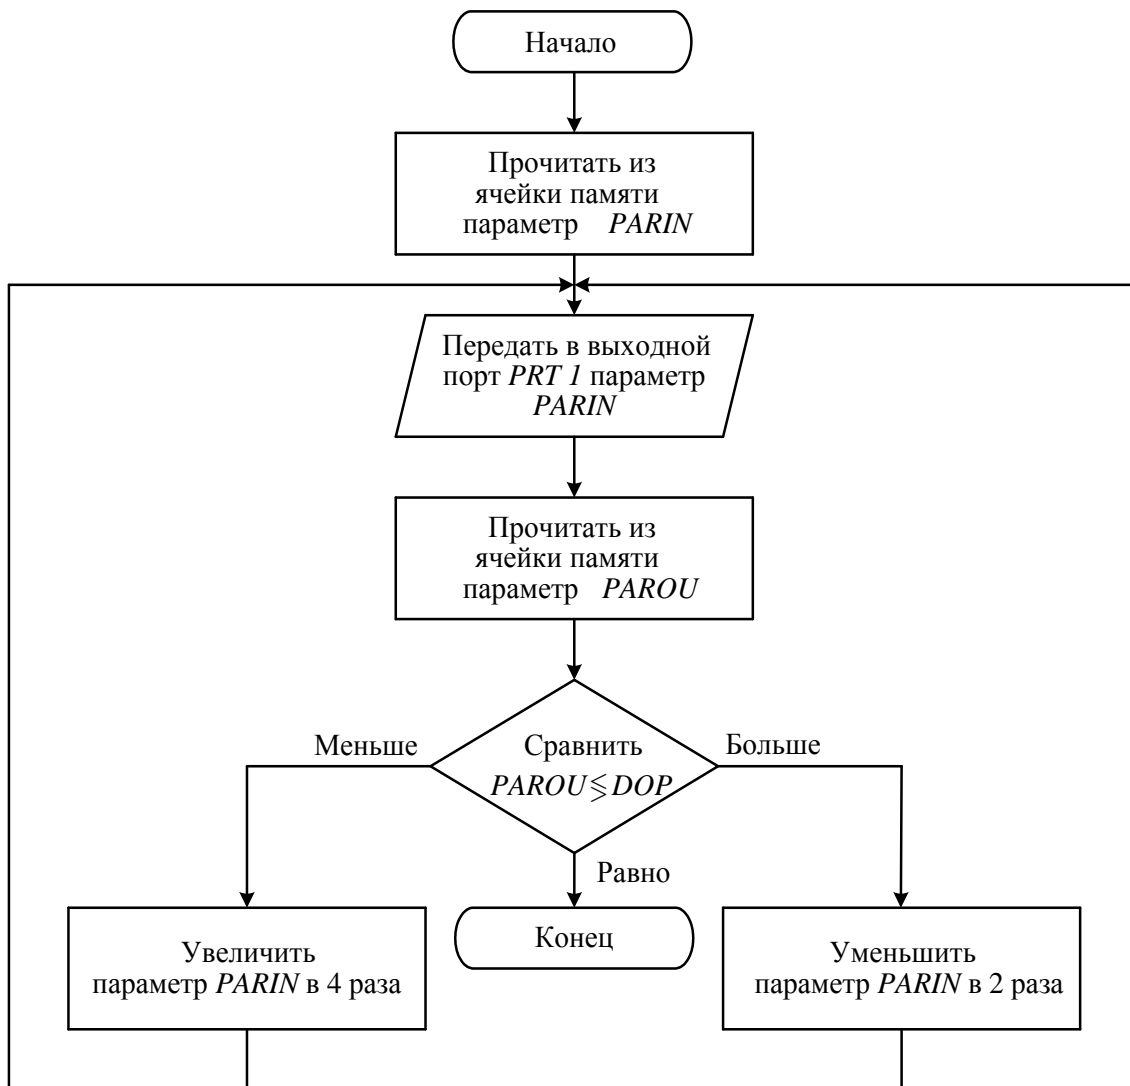 Начало
Прочитать из
ячейки памяти
параметр PARIN
Передать в выходной
порт PRT 1 параметр
PARIN
Прочитать из
ячейки памяти
параметр PAROU
Меньше
Сравнить
PAROU ≶ DOP
Больше
Равно
Увеличить
параметр PARIN в 4 раза
Конец
Уменьшить
параметр PARIN в 2 раза